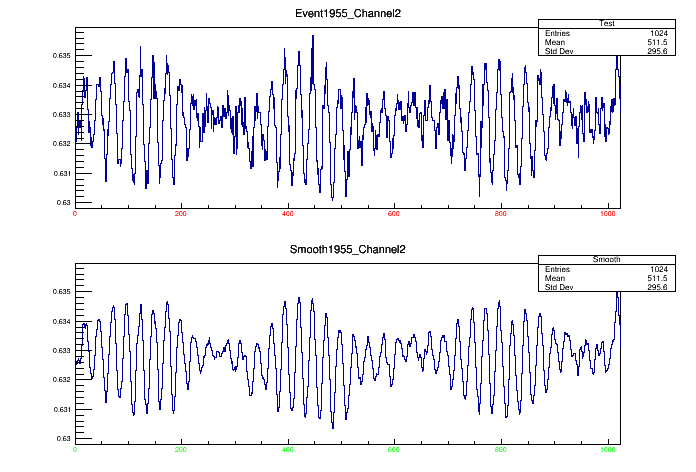 Event1955_Channel2
Test
Entries 1024
Mean 511.5
Std Dev 295.6
0.635
0.634
0.633
0.632
0.631
0.63
0 200 400 600 800 1000
Smooth1955_Channel2
Smooth
Entries 1024
Mean 511.5
Std Dev 295.6
0.635
0.634
0.633
0.632
0.631
0.63
0 200 400 600 800 1000